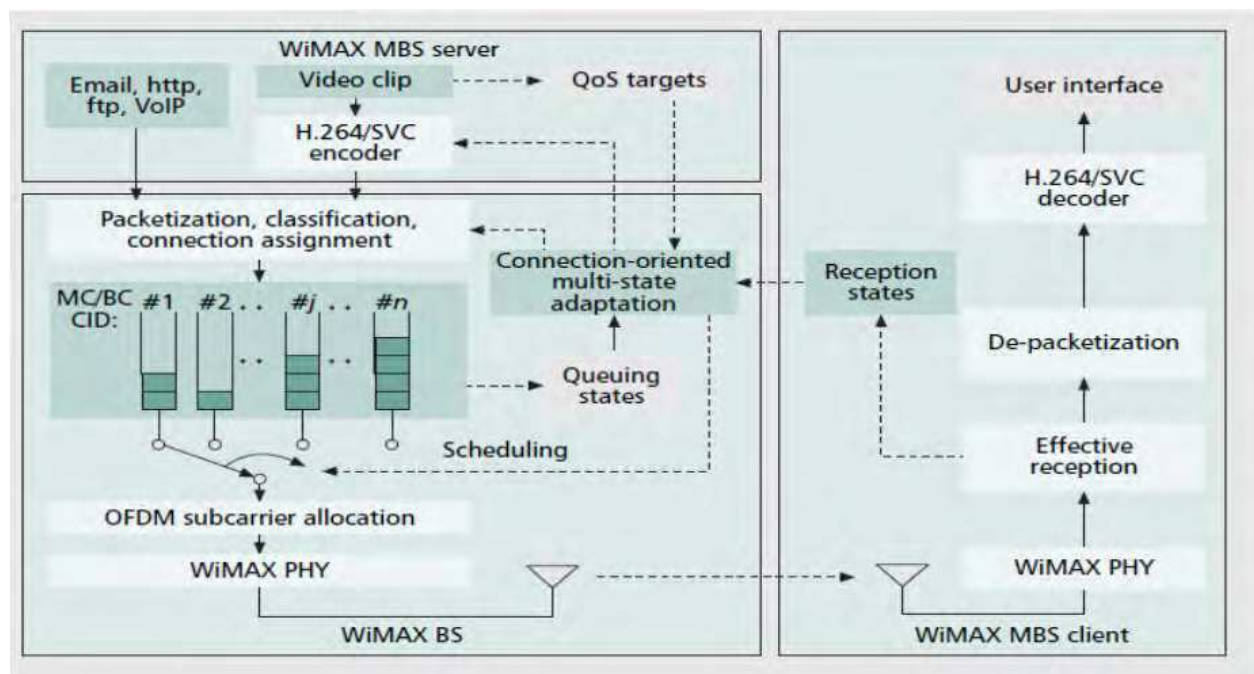 WiMAX MBS server
Email, http,
ftp, VoIP
Video clip
QoS targets
H.264/SVC
encoder
Packetization, classification,
connection assignment
MC/BC
CID:
#1 #2 . . #j . . #n
. . . .
Connection-oriented
multi-state
adaptation
Queuing
states
Scheduling
OFDM subcarrier allocation
WiMAX PHY
WiMAX BS
User interface
H.264/SVC
decoder
Reception
states
De-packetization
Effective
reception
WiMAX PHY
WiMAX MBS client